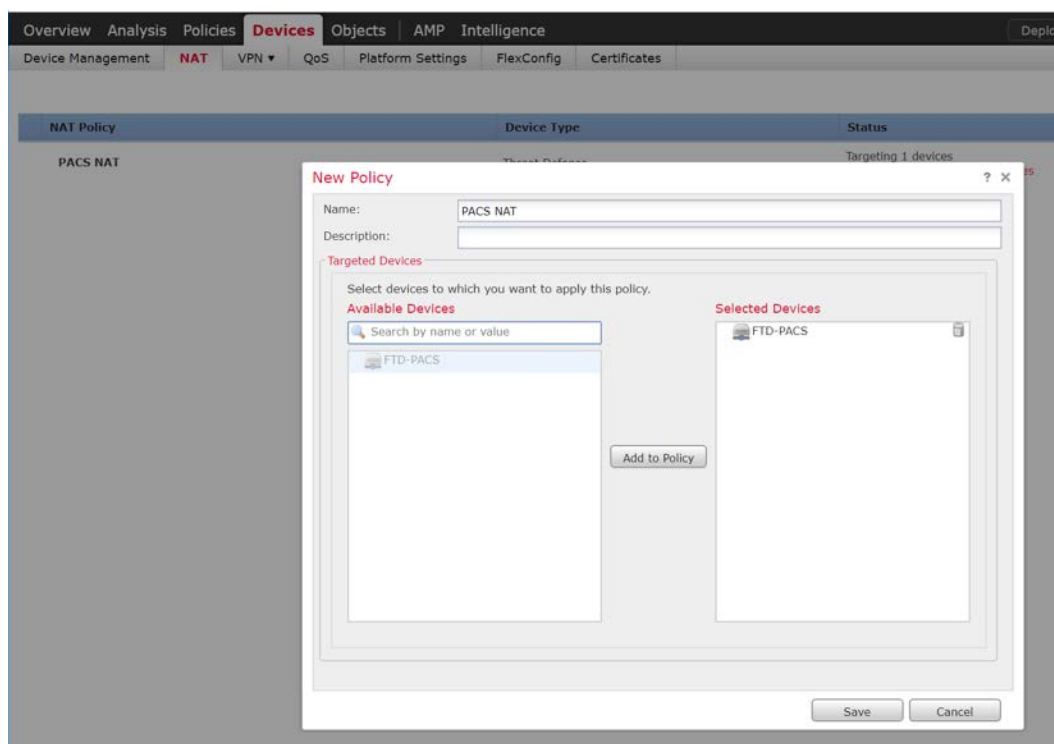 Overview Analysis Policies Devices Objects AMP Intelligence
Device Management NAT VPN QoS Platform Settings FlexConfig Certificates
NAT Policy Device Type Status
PACS NAT Threat Defense Targeting 1 devices
New Policy ? ×
Name: PACS NAT
Description:
Targeted Devices
Select devices to which you want to apply this policy.
Available Devices Selected Devices
Search by name or value FTD-PACS
FTD-PACS
Add to Policy
Save Cancel